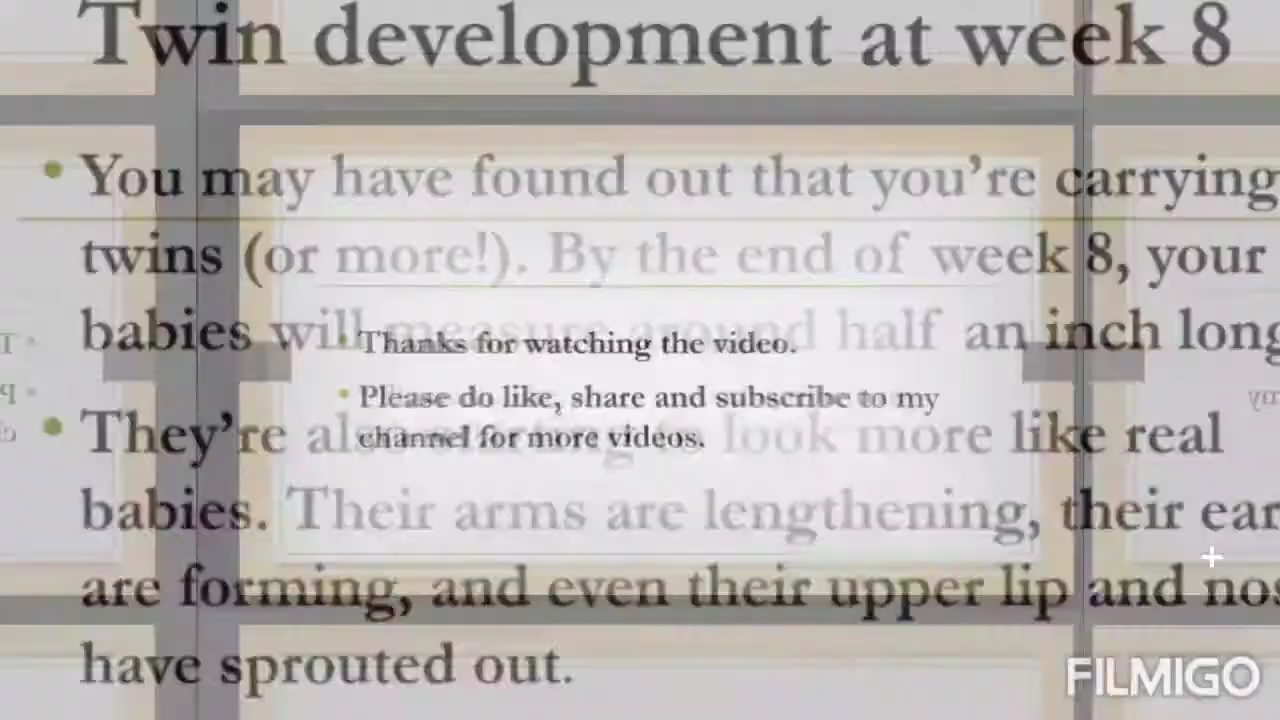 Twin development at week 8
You may have found out that you're carrying
twins (or more!). By the end of week 8, your
babies will measure around half an inch long
They're also starting to look more like real
babies. Their arms are lengthening, their ear
are forming, and even their upper lip and nos
have sprouted out.
Thanks for watching the video.
Please do like, share and subscribe to my
channel for more videos.
my
FILMIGO